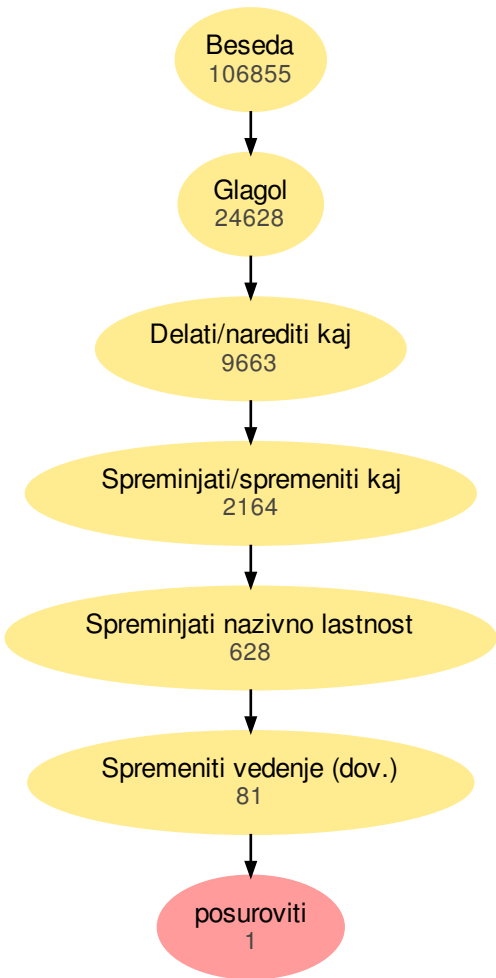 Beseda
106855
Glagol
24628
Delati/narediti kaj
9663
Spreminjati/spremeniti kaj
2164
Spreminjati nazivno lastnost
628
Spremeniti vedenje (dov.)
81
posuroviti
1